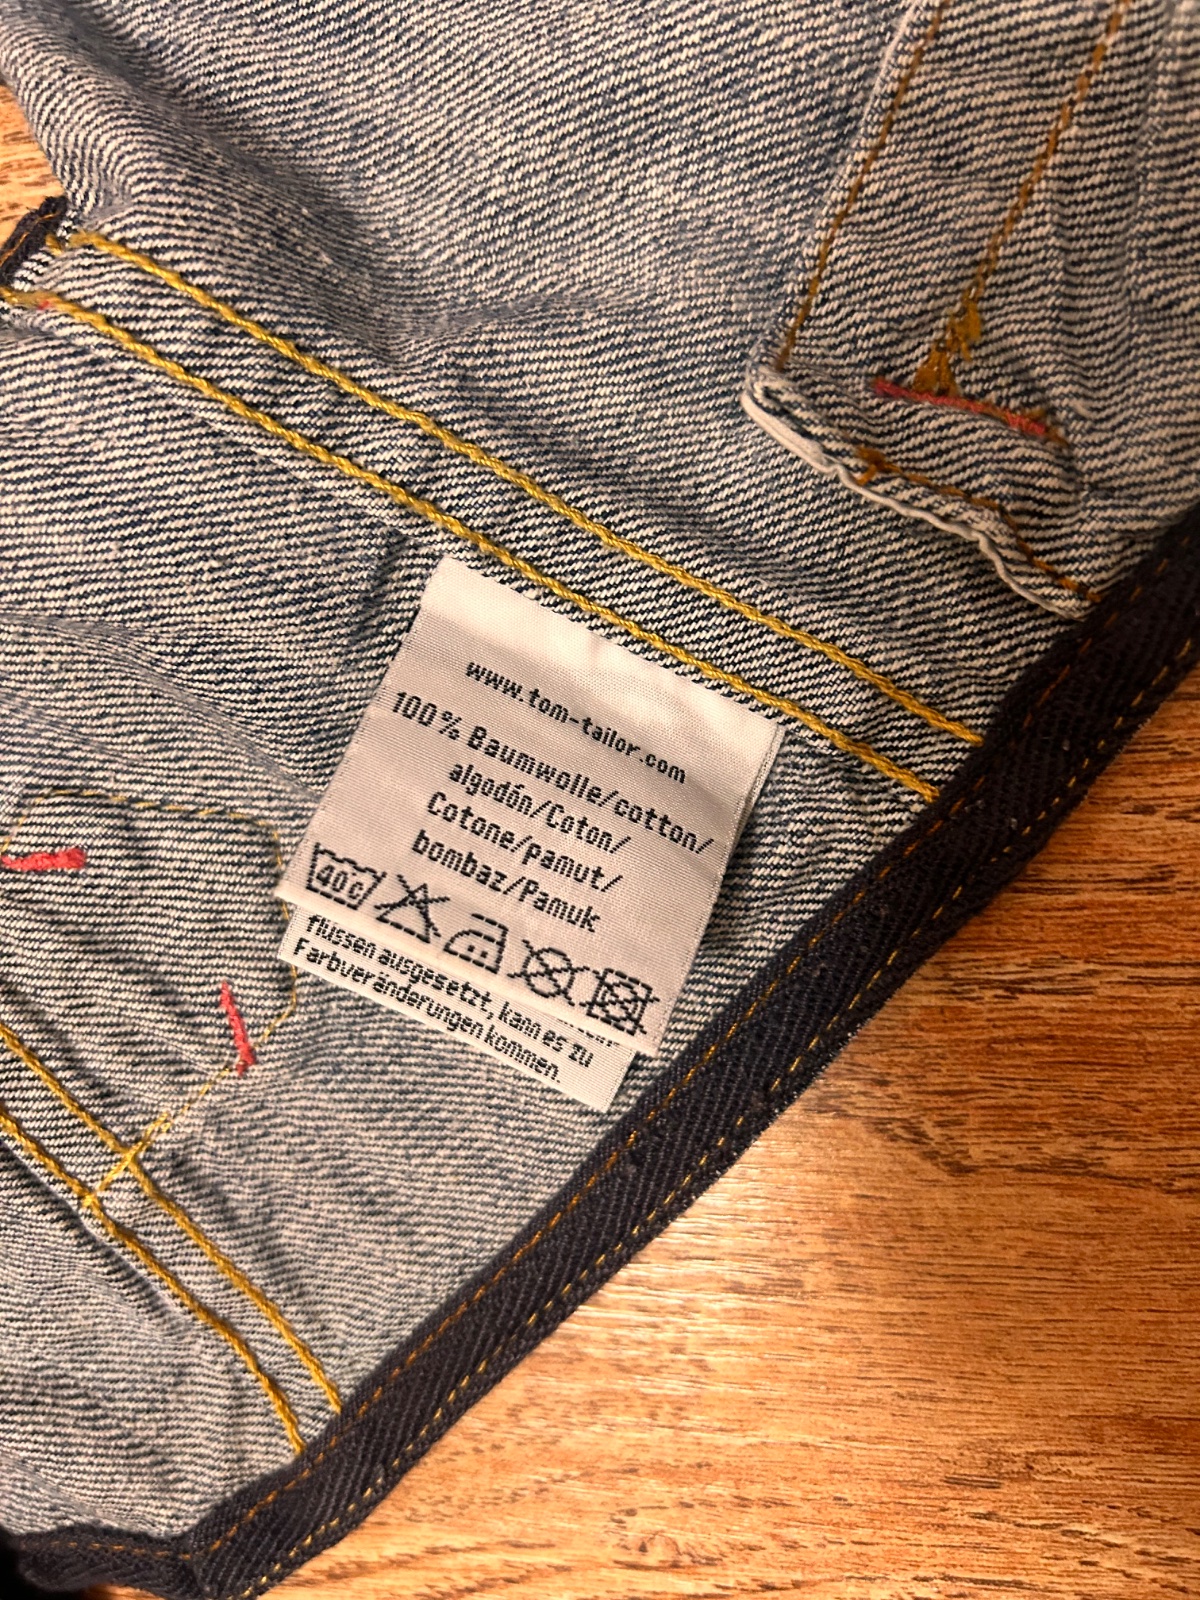 www.tom-tailor.com
100% Baumwolle/cotton/
algodón/Coton/
Cotone/pamut/
bombaz/Pamuk
40c
flüssen ausgesetzt, kann es zu
Farbveränderungen kommen.